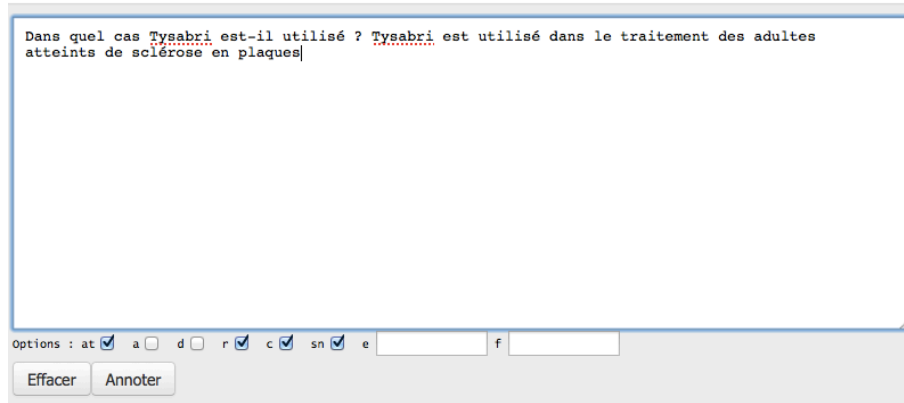 Dans quel cas Tysabri est-il utilisé ? Tysabri est utilisé dans le traitement des adultes
atteints de sclérose en plaques
Options : at a d r c sn e f
Effacer Annoter